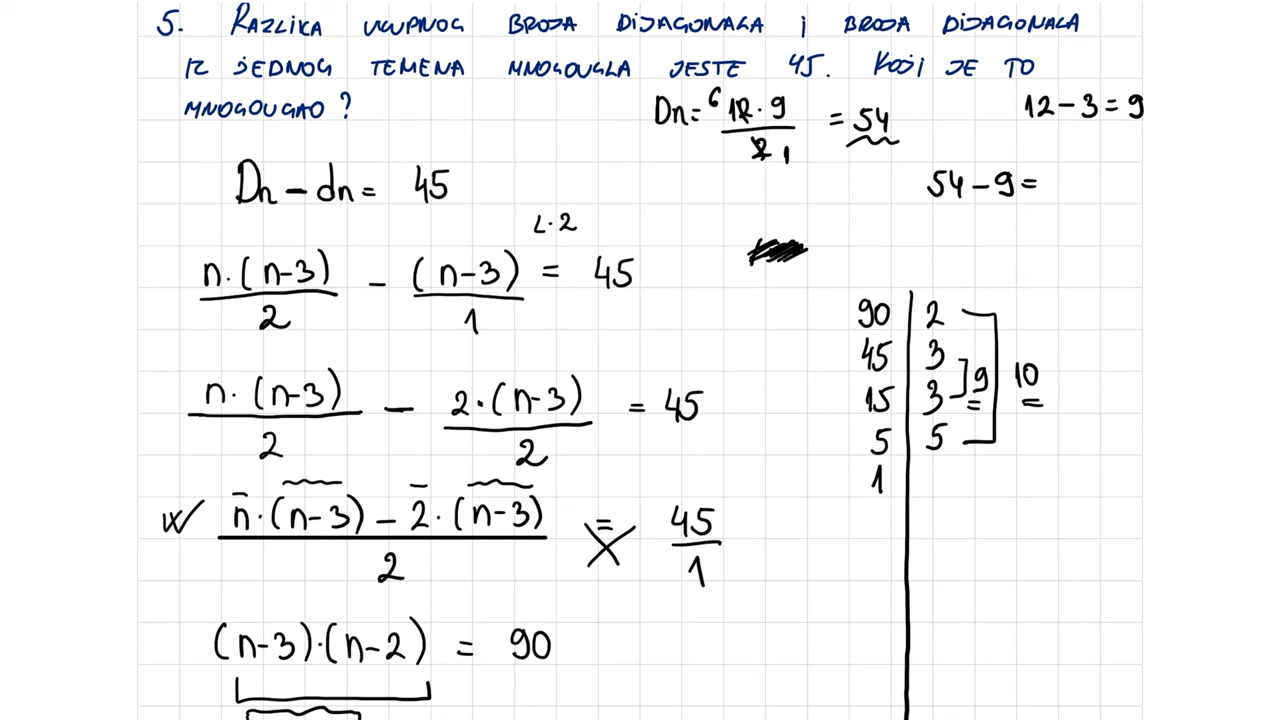 5. RAZLIKA UKUPNOG BROJA DIJAGONALA I BROJA DIJAGONALA
IZ JEDNOG TEMENA MNOGOUGLA JESTE 45. KOJI JE TO
MNOGOUGAO?
Dn= 6 12 · 9 / 2 1 = 54
12 - 3 = 9
Dn - dn = 45
54 - 9 =
L·2
n·(n-3)/2 - (n-3)/1 = 45
n·(n-3)/2 - 2·(n-3)/2 = 45
n·(n-3) - 2·(n-3)/2 = 45/1
(n-3)·(n-2) = 90
90 | 2
45 | 3
15 | 3
5 | 5
1
9
10